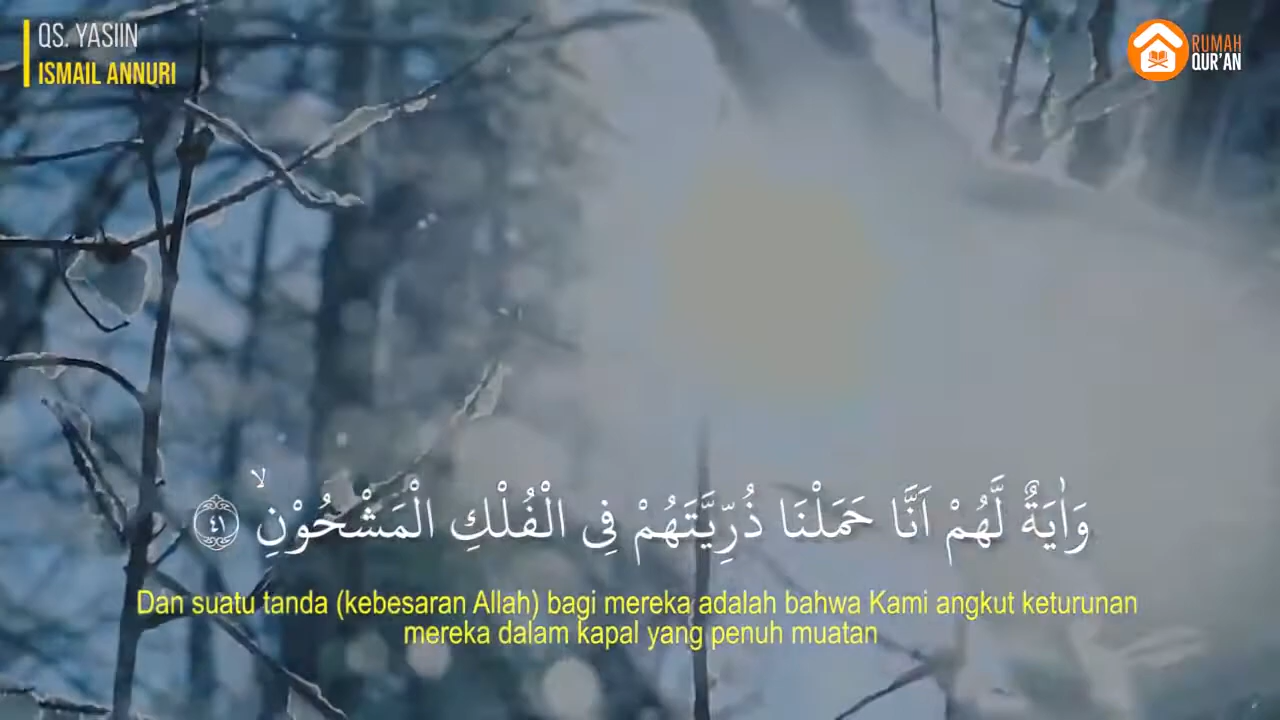 QS. YASIIN
ISMAIL ANNURI
RUMAH
QUR'AN
وَاٰيَةٌ لَّهُمْ اَنَّا حَمَلْنَا ذُرِّيَّتَهُمْ فِى الْفُلْكِ الْمَشْحُوْنِۙ ٤١
Dan suatu tanda (kebesaran Allah) bagi mereka adalah bahwa Kami angkut keturunan
mereka dalam kapal yang penuh muatan